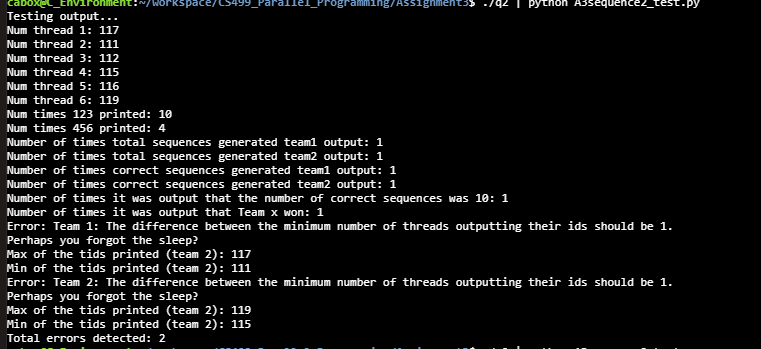 cabox@C_Environment:~/workspace/CS499_Parallel_Programming/Assignment3$ ./q2 | python A3sequence2_test.py
Testing output...
Num thread 1: 117
Num thread 2: 111
Num thread 3: 112
Num thread 4: 115
Num thread 5: 116
Num thread 6: 119
Num times 123 printed: 10
Num times 456 printed: 4
Number of times total sequences generated team1 output: 1
Number of times total sequences generated team2 output: 1
Number of times correct sequences generated team1 output: 1
Number of times correct sequences generated team2 output: 1
Number of times it was output that the number of correct sequences was 10: 1
Number of times it was output that Team x won: 1
Error: Team 1: The difference between the minimum number of threads outputting their ids should be 1.
Perhaps you forgot the sleep?
Max of the tids printed (team 2): 117
Min of the tids printed (team 2): 111
Error: Team 2: The difference between the minimum number of threads outputting their ids should be 1.
Perhaps you forgot the sleep?
Max of the tids printed (team 2): 119
Min of the tids printed (team 2): 115
Total errors detected: 2